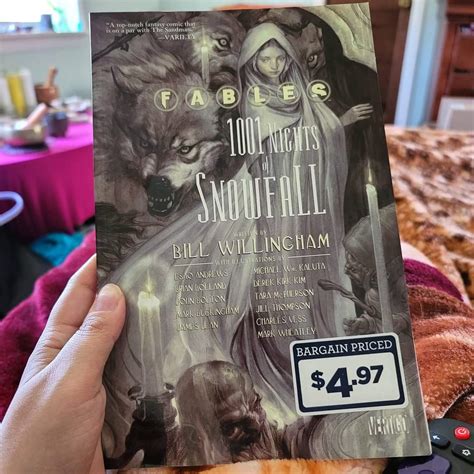 "A top-notch fantasy comic that
is on a par with The Sandman."
—VARIETY
FABLES
1001 NIGHTS
of
SNOWFALL
WRITTEN BY
BILL WILLINGHAM
WITH ILLUSTRATIONS BY
ESAO ANDREWS
BRIAN BOLLAND
JOHN BOLTON
MARK BUCKINGHAM
JAMES JEAN
MICHAEL WM. KALUTA
DEREK KIRK KIM
TARA McPHERSON
JILL THOMPSON
CHARLES VESS
MARK WHEATLEY
BARGAIN PRICED
$4.97
VERTIGO